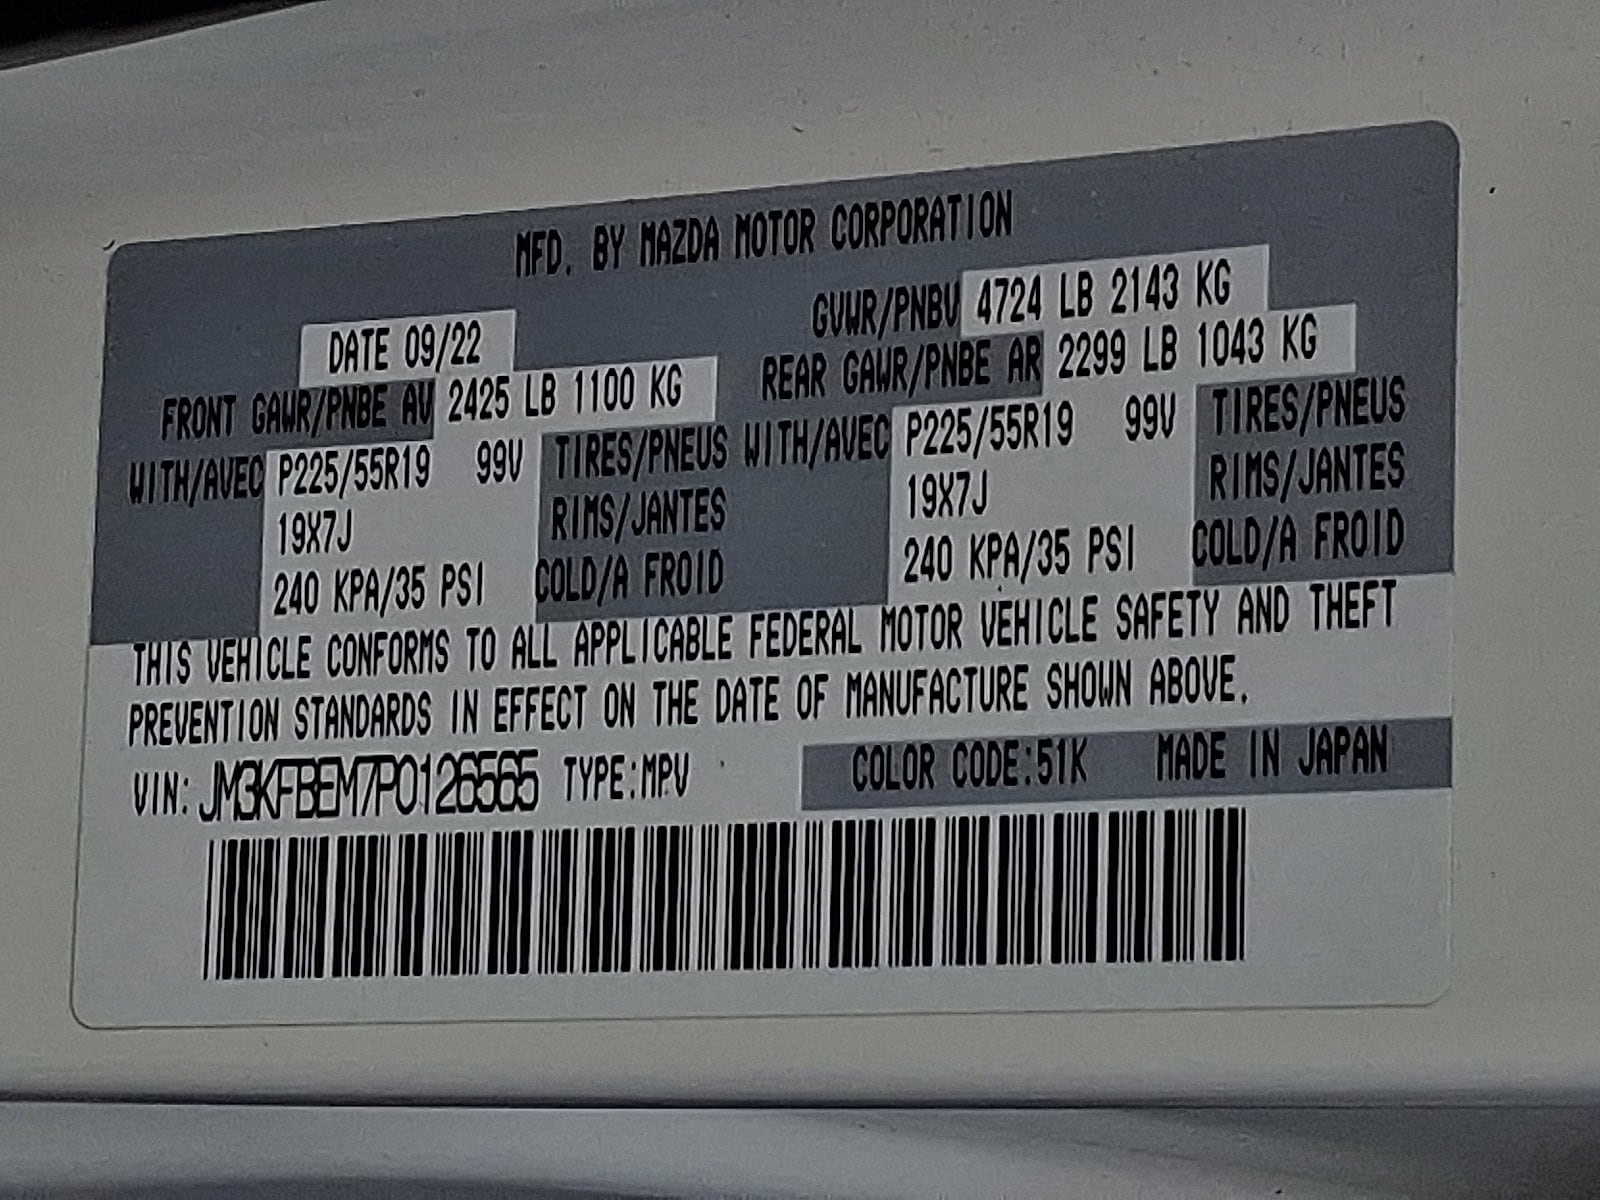 MFD. BY MAZDA MOTOR CORPORATION
DATE 09/22 GVWR/PNBV 4724 LB 2143 KG
FRONT GAWR/PNBE AV 2425 LB 1100 KG REAR GAWR/PNBE AR 2299 LB 1043 KG
WITH/AVEC P225/55R19 99V TIRES/PNEUS WITH/AVEC P225/55R19 99V TIRES/PNEUS
19X7J RIMS/JANTES 19X7J RIMS/JANTES
240 KPA/35 PSI COLD/A FROID 240 KPA/35 PSI COLD/A FROID
THIS VEHICLE CONFORMS TO ALL APPLICABLE FEDERAL MOTOR VEHICLE SAFETY AND THEFT
PREVENTION STANDARDS IN EFFECT ON THE DATE OF MANUFACTURE SHOWN ABOVE.
VIN: JM3KFBEM7P0126565 TYPE:MPV COLOR CODE:51K MADE IN JAPAN